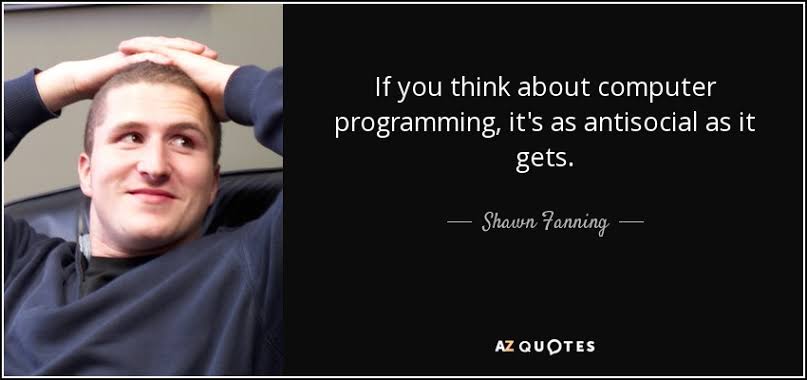 If you think about computer
programming, it's as antisocial as it
gets.
Shawn Fanning
AZ QUOTES